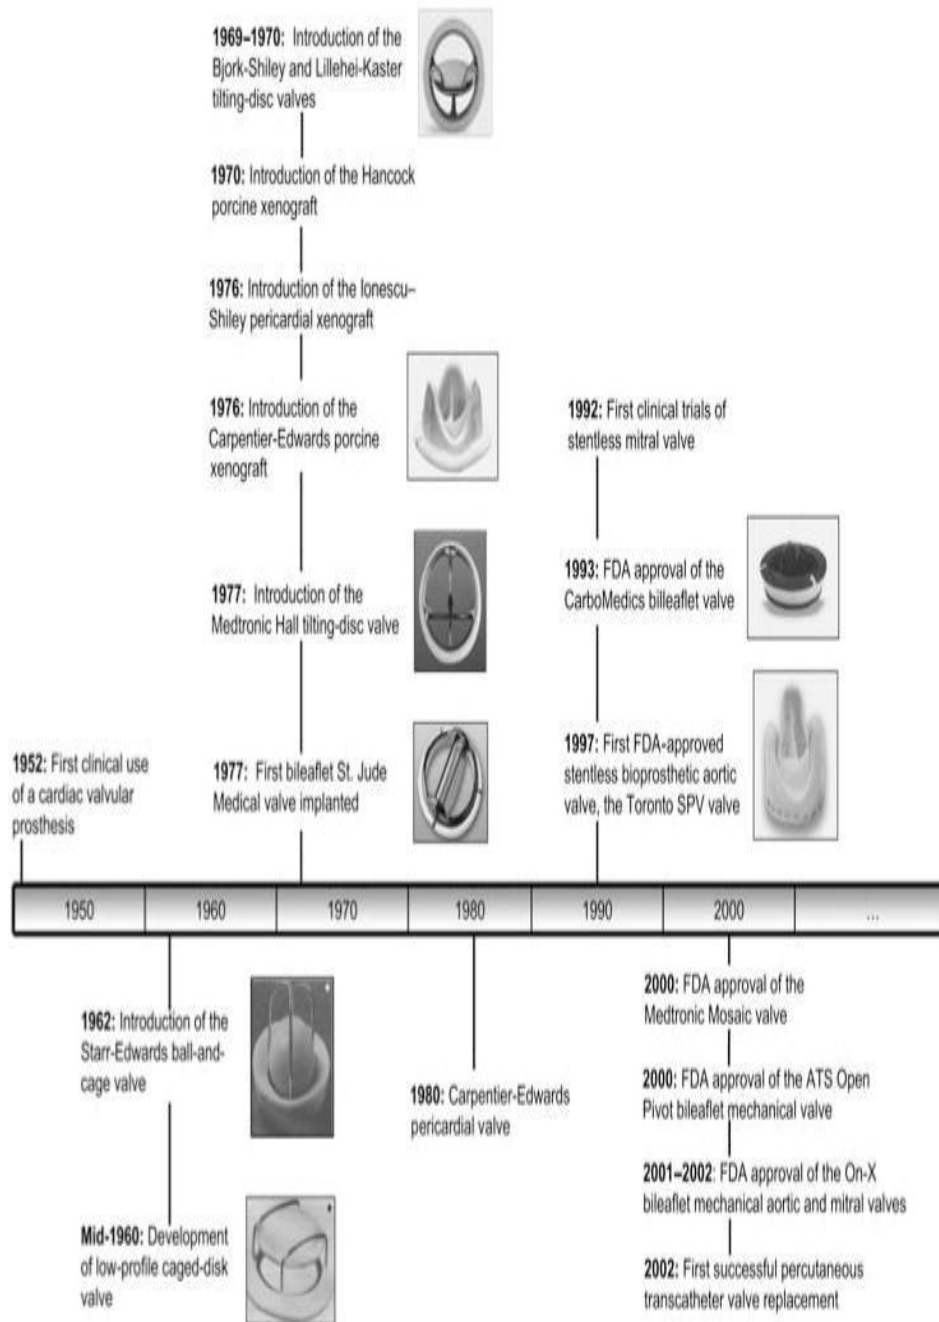 1969–1970: Introduction of the
Bjork-Shiley and Lillehei-Kaster
tilting-disc valves
1970: Introduction of the Hancock
porcine xenograft
1976: Introduction of the Ionescu–
Shiley pericardial xenograft
1976: Introduction of the
Carpentier-Edwards porcine
xenograft
1977: Introduction of the
Medtronic Hall tilting-disc valve
1977: First bileaflet St. Jude
Medical valve implanted
1992: First clinical trials of
stentless mitral valve
1993: FDA approval of the
CarboMedics billeaflet valve
1997: First FDA-approved
stentless bioprosthetic aortic
valve, the Toronto SPV valve
1952: First clinical use
of a cardiac valvular
prosthesis
1950 1960 1970 1980 1990 2000 ...
1962: Introduction of the
Starr-Edwards ball-and-
cage valve
Mid-1960: Development
of low-profile caged-disk
valve
1980: Carpentier-Edwards
pericardial valve
2000: FDA approval of the
Medtronic Mosaic valve
2000: FDA approval of the ATS Open
Pivot bileaflet mechanical valve
2001–2002: FDA approval of the On-X
bileaflet mechanical aortic and mitral valves
2002: First successful percutaneous
transcatheter valve replacement